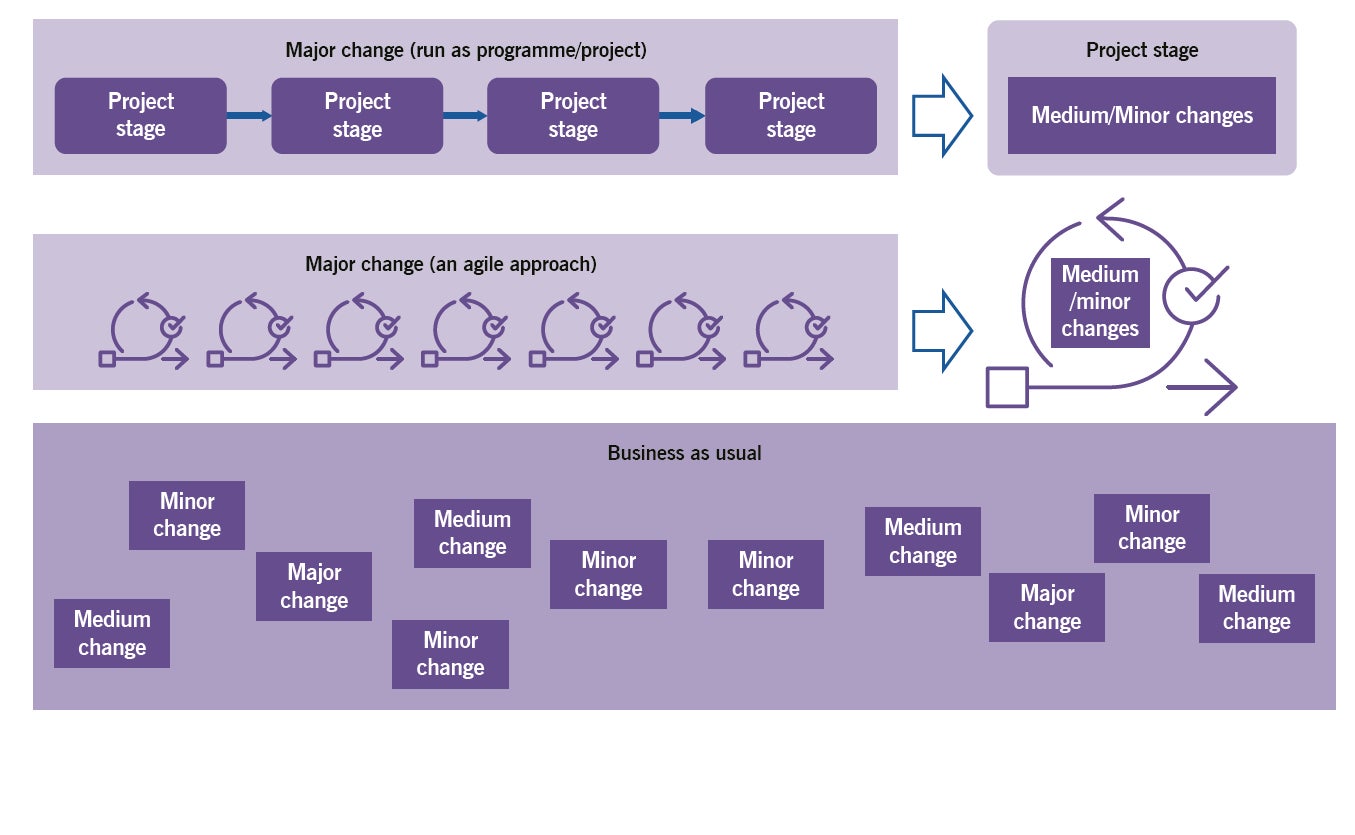 Major change (run as programme/project)
Project
stage
Project
stage
Project
stage
Project
stage
Project stage
Medium/Minor changes
Major change (an agile approach)
Medium
/minor
changes
Business as usual
Minor
change
Medium
change
Major
change
Medium
change
Minor
change
Minor
change
Minor
change
Medium
change
Minor
change
Major
change
Medium
change